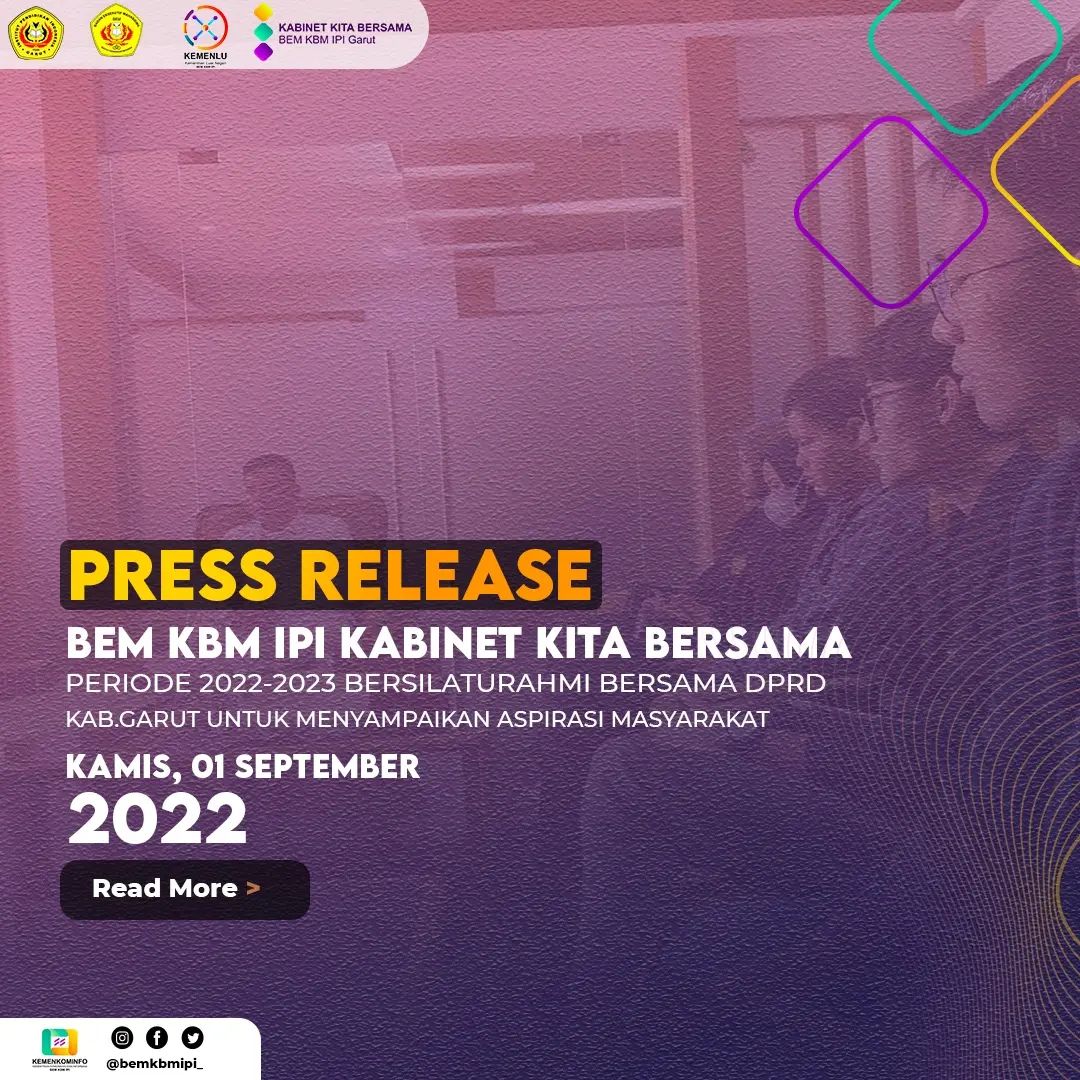 KABINET KITA BERSAMA
BEM KBM IPI Garut
KEMENLU
PRESS RELEASE
BEM KBM IPI KABINET KITA BERSAMA
PERIODE 2022-2023 BERSILATURAHMI BERSAMA DPRD
KAB.GARUT UNTUK MENYAMPAIKAN ASPIRASI MASYARAKAT
KAMIS, 01 SEPTEMBER
2022
Read More >
KEMENKOMINFO
@bemkbmipi_